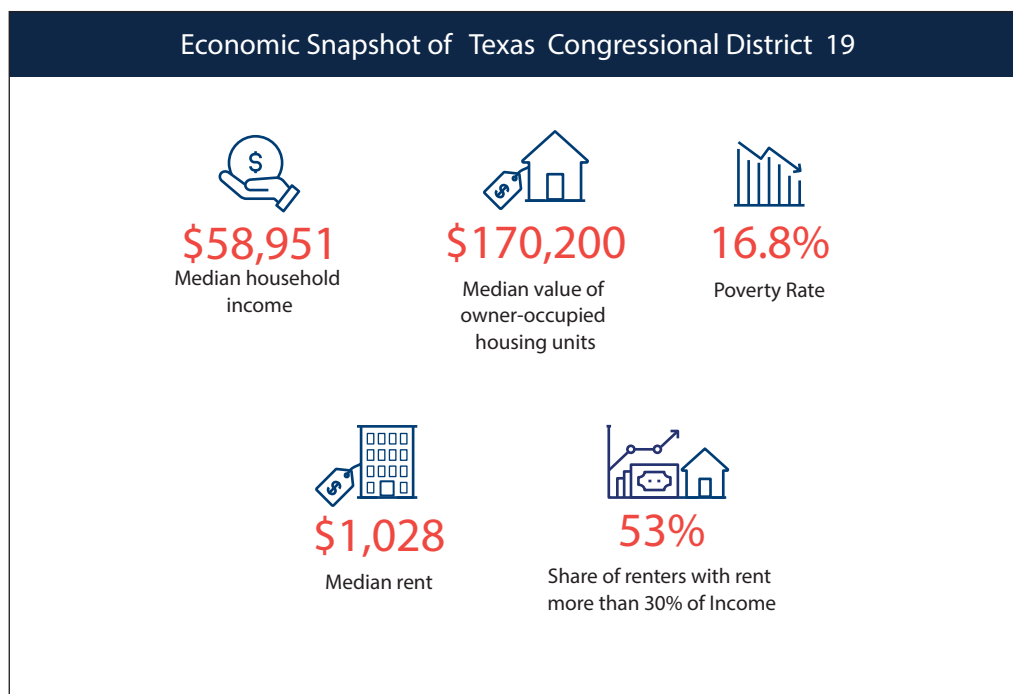 Economic Snapshot of Texas Congressional District 19
$
$
$58,951
$170,200
16.8%
Median household
income
Median value of
owner-occupied
housing units
Poverty Rate
$
$1,028
53%
Median rent
Share of renters with rent
more than 30% of Income